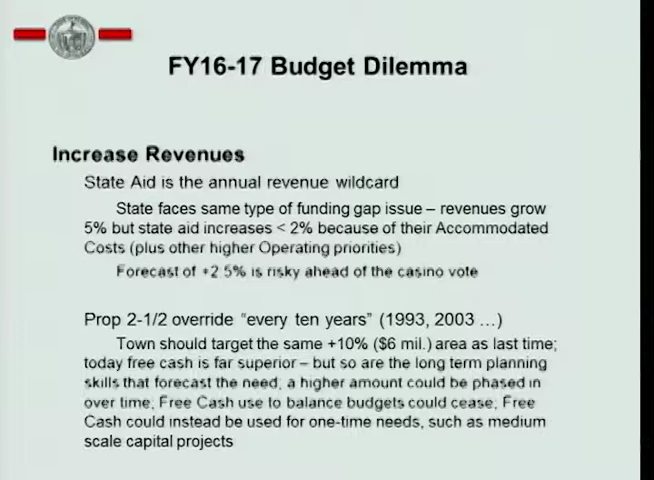 FY16-17 Budget Dilemma
Increase Revenues
State Aid is the annual revenue wildcard
State faces same type of funding gap issue – revenues grow
5% but state aid increases < 2% because of their Accommodated
Costs (plus other higher Operating priorities)
Forecast of +2 5% is risky ahead of the casino vote
Prop 2-1/2 override "every ten years" (1993, 2003 ...)
Town should target the same +10% ($6 mil.) area as last time;
today free cash is far superior – but so are the long term planning
skills that forecast the need, a higher amount could be phased in
over time; Free Cash use to balance budgets could cease; Free
Cash could instead be used for one-time needs, such as medium
scale capital projects